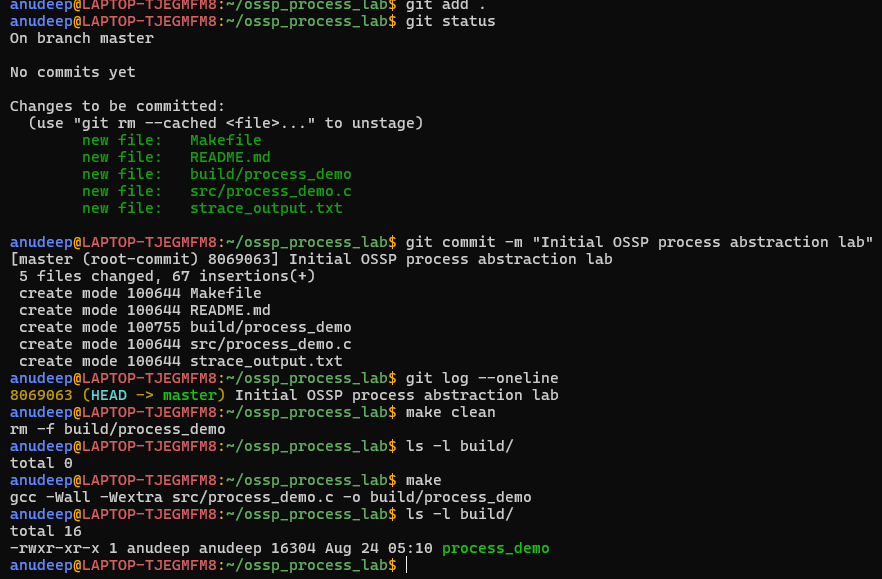 anudeep@LAPTOP-TJEGMFM8:~/ossp_process_lab$ git add .
anudeep@LAPTOP-TJEGMFM8:~/ossp_process_lab$ git status
On branch master

No commits yet

Changes to be committed:
  (use "git rm --cached <file>..." to unstage)
        new file:   Makefile
        new file:   README.md
        new file:   build/process_demo
        new file:   src/process_demo.c
        new file:   strace_output.txt

anudeep@LAPTOP-TJEGMFM8:~/ossp_process_lab$ git commit -m "Initial OSSP process abstraction lab"
[master (root-commit) 8069063] Initial OSSP process abstraction lab
 5 files changed, 67 insertions(+)
 create mode 100644 Makefile
 create mode 100644 README.md
 create mode 100755 build/process_demo
 create mode 100644 src/process_demo.c
 create mode 100644 strace_output.txt
anudeep@LAPTOP-TJEGMFM8:~/ossp_process_lab$ git log --oneline
8069063 (HEAD -> master) Initial OSSP process abstraction lab
anudeep@LAPTOP-TJEGMFM8:~/ossp_process_lab$ make clean
rm -f build/process_demo
anudeep@LAPTOP-TJEGMFM8:~/ossp_process_lab$ ls -l build/
total 0
anudeep@LAPTOP-TJEGMFM8:~/ossp_process_lab$ make
gcc -Wall -Wextra src/process_demo.c -o build/process_demo
anudeep@LAPTOP-TJEGMFM8:~/ossp_process_lab$ ls -l build/
total 16
-rwxr-xr-x 1 anudeep anudeep 16304 Aug 24 05:10 process_demo
anudeep@LAPTOP-TJEGMFM8:~/ossp_process_lab$